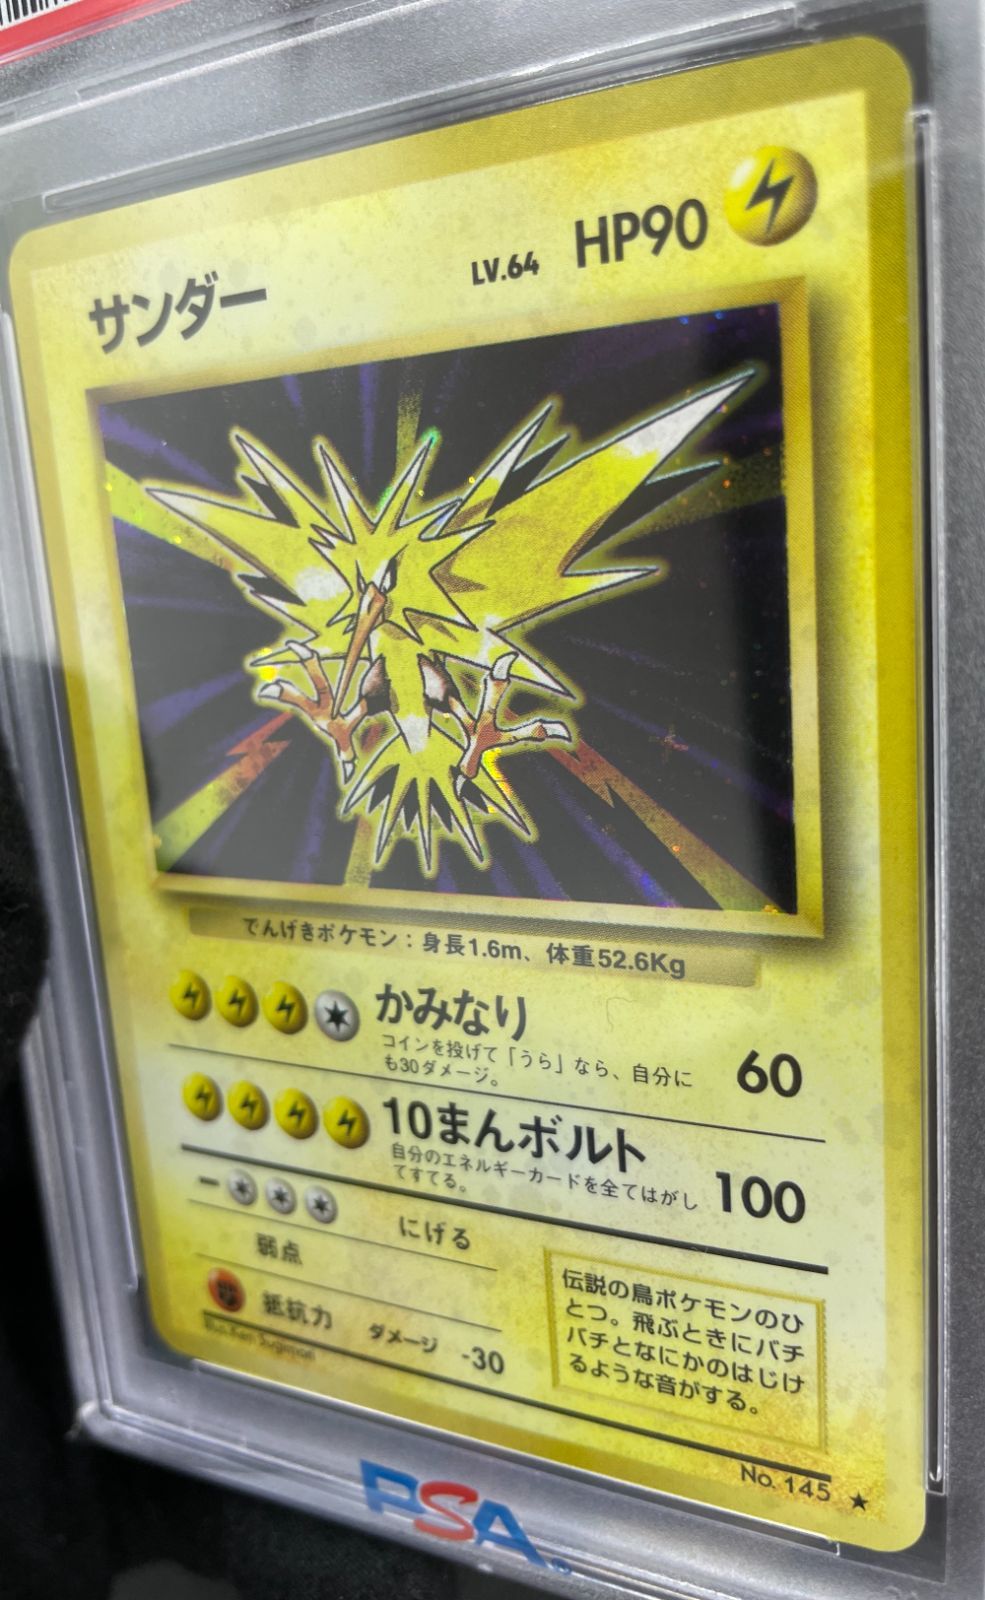 サンダー LV.64 HP90
でんげきポケモン：身長1.6m、体重52.6Kg
かみなり 60
コインを投げて「うら」なら、自分に
も30ダメージ。
10まんボルト 100
自分のエネルギーカードを全てはがし
てすてる。
ー にげる
弱点
抵抗力 ダメージ -30
伝説の鳥ポケモンのひ
とつ。飛ぶときにバチ
バチとなにかのはじけ
るような音がする。
Illus.Ken Sugimori
No. 145 ★
PSA